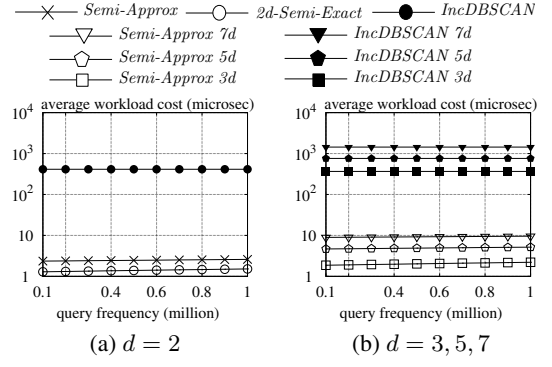 Semi-Approx 2d-Semi-Exact IncDBSCAN
Semi-Approx 7d IncDBSCAN 7d
Semi-Approx 5d IncDBSCAN 5d
Semi-Approx 3d IncDBSCAN 3d
average workload cost (microsec)
10^4
10^3
10^2
10
1
0.1 0.4 0.6 0.8 1
query frequency (million)
(a) d = 2
average workload cost (microsec)
10^4
10^3
10^2
10
1
0.1 0.4 0.6 0.8 1
query frequency (million)
(b) d = 3, 5, 7